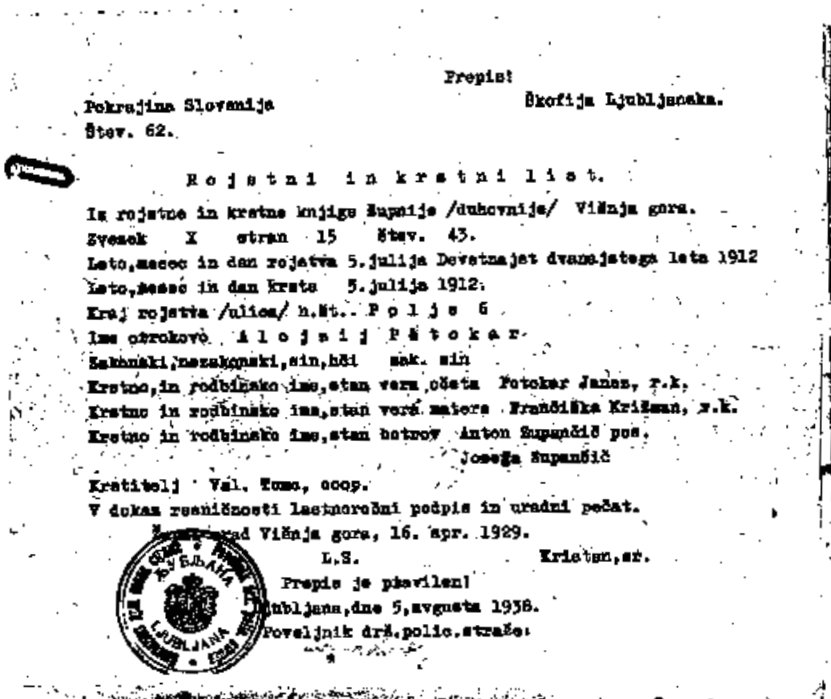 Prepis!
Pokrajina Slovenija
Škofija Ljubljanska.
Štev. 62.
Rojstni in krstni list.
Iz rojstne in krstne knjige župnije /duhovnije/ Višnja gora.
Zvezek X stran 15 štev. 43.
Leto,mesec in dan rojstva 5.julija Devetnajst dvanajstega leta 1912
Leto,mesec in dan krsta 5.julija 1912.
Kraj rojstva /ulica/ h.št.. Polje 6
Ime otrokovo Alojzij Potokar
Zakonski,nezakonski,sin,hči zak. sin
Krstno,in rodbinsko ime,stan vera,očeta Potokar Janez, r.k.
Krstno in rodbinsko ime,stan vera matere Frančiška Krišman, r.k.
Krstno in rodbinsko ime,stan botrov Anton Zupančič pos.
Josefa Zupančič
Krstitelj Val. Tomc, coop.
V dokaz resničnosti lastnoročni podpis in uradni pečat.
Višnja gora, 16. apr. 1929.
L.S. Kristan,
Prepis je pravilen!
Ljubljana,dne 5,avgusta 1938.
Poveljnik drž.polic.straže:
ЉУБЉАНА
LJUBLJANA